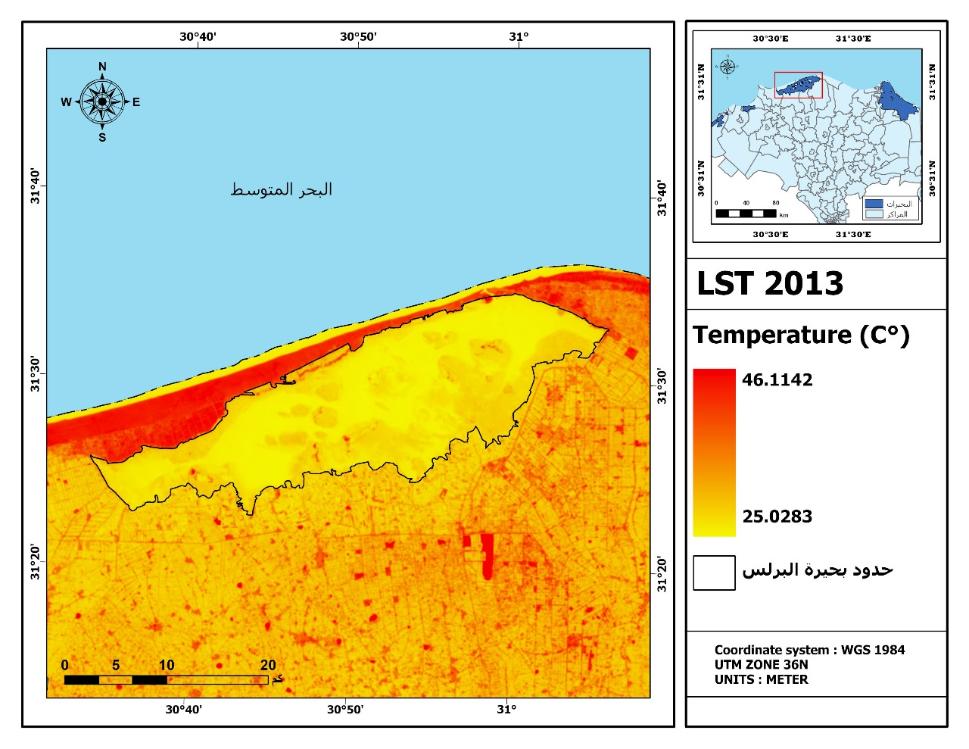 30°40' 30°50' 31°
N
W E
S
البحر المتوسط
31°40' 31°40'
31°30' 31°30'
31°20' 31°20'
0 5 10 20
كم
30°40' 30°50' 31°
30°30'E 31°30'E
31°31'N 31°31'N
30°31'N 30°31'N
0 40 80
km
البحيرات
المراكز
30°30'E 31°30'E
LST 2013
Temperature (C°)
46.1142
25.0283
حدود بحيرة البرلس
Coordinate system : WGS 1984
UTM ZONE 36N
UNITS : METER